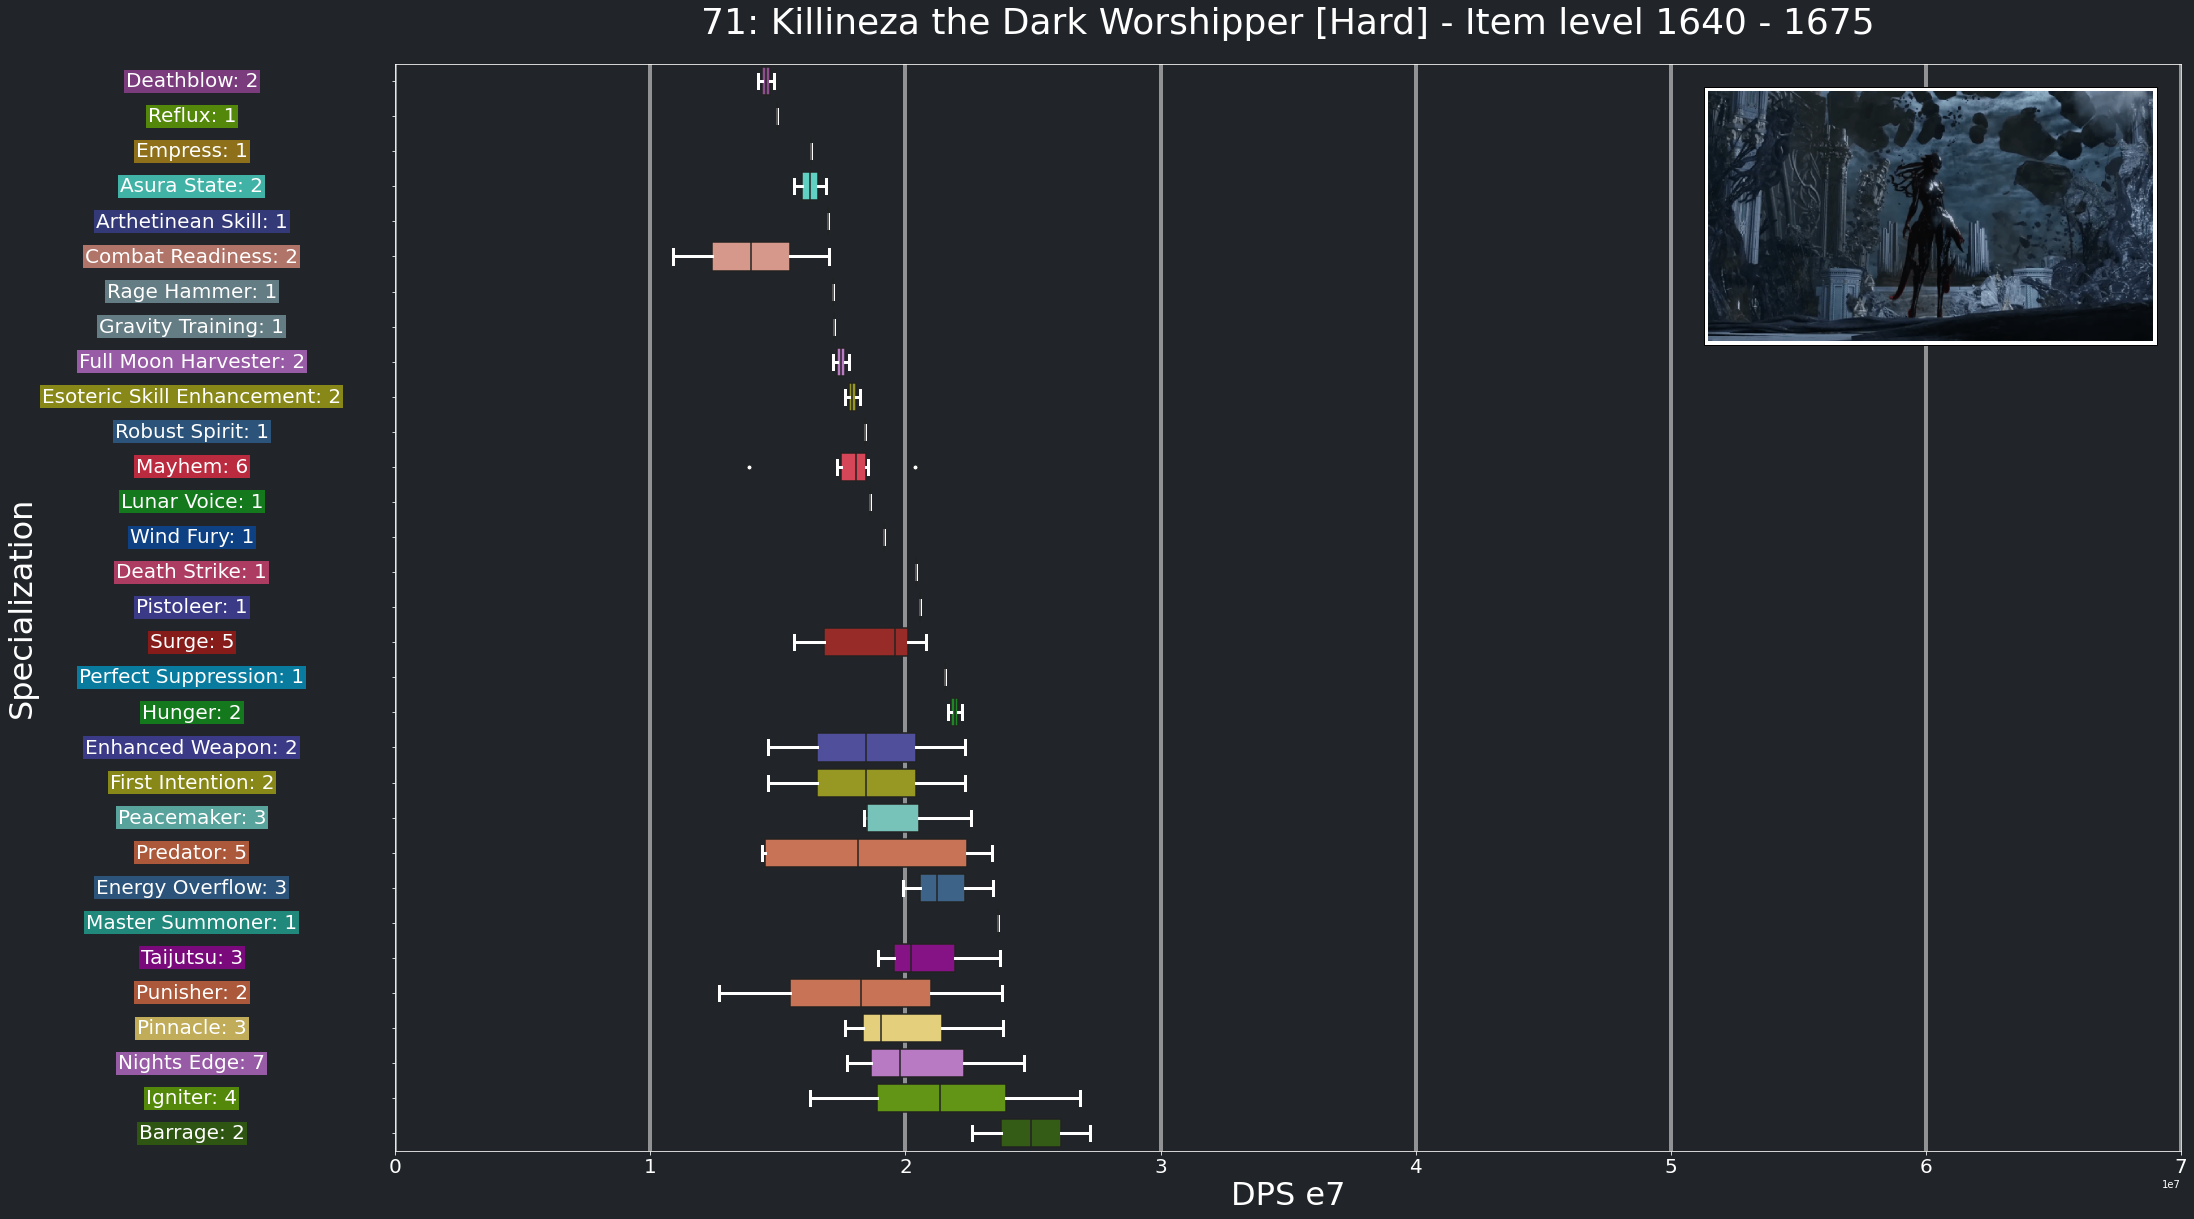 71: Killineza the Dark Worshipper [Hard] - Item level 1640 - 1675
Specialization
Deathblow: 2
Reflux: 1
Empress: 1
Asura State: 2
Arthetinean Skill: 1
Combat Readiness: 2
Rage Hammer: 1
Gravity Training: 1
Full Moon Harvester: 2
Esoteric Skill Enhancement: 2
Robust Spirit: 1
Mayhem: 6
Lunar Voice: 1
Wind Fury: 1
Death Strike: 1
Pistoleer: 1
Surge: 5
Perfect Suppression: 1
Hunger: 2
Enhanced Weapon: 2
First Intention: 2
Peacemaker: 3
Predator: 5
Energy Overflow: 3
Master Summoner: 1
Taijutsu: 3
Punisher: 2
Pinnacle: 3
Nights Edge: 7
Igniter: 4
Barrage: 2
0 1 2 3 4 5 6 7
1e7
DPS e7